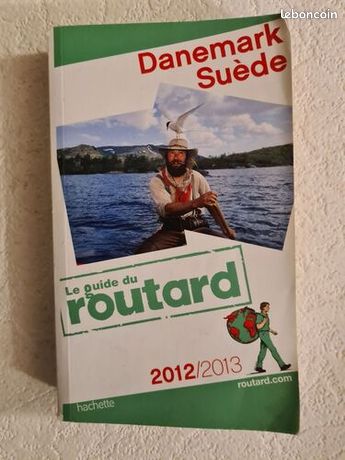 leboncoin
Danemark
Suède
Le guide du
routard
2012/2013
routard.com
hachette